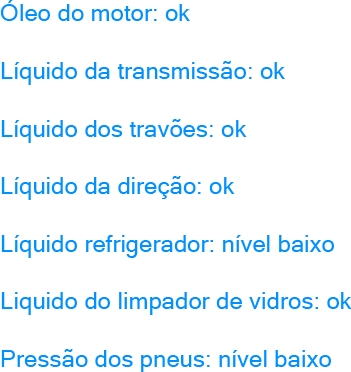 Óleo do motor: ok
Líquido da transmissão: ok
Líquido dos travões: ok
Líquido da direção: ok
Líquido refrigerador: nível baixo
Liquido do limpador de vidros: ok
Pressão dos pneus: nível baixo